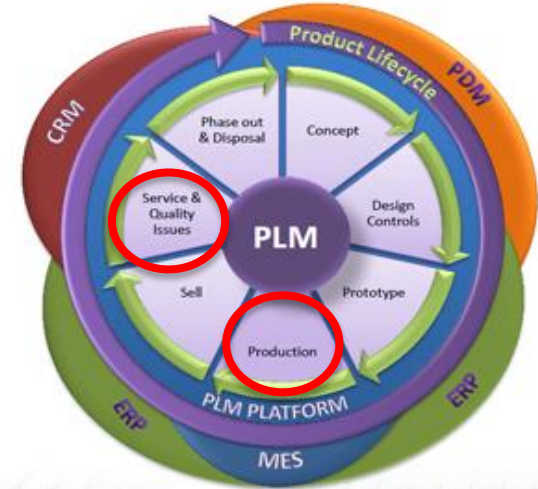 Product Lifecycle
PDM
CRM
Phase out
& Disposal
Concept
Service &
Quality
Issues
PLM
Design
Controls
Sell
Prototype
Production
PLM PLATFORM
ERP
ERP
MES